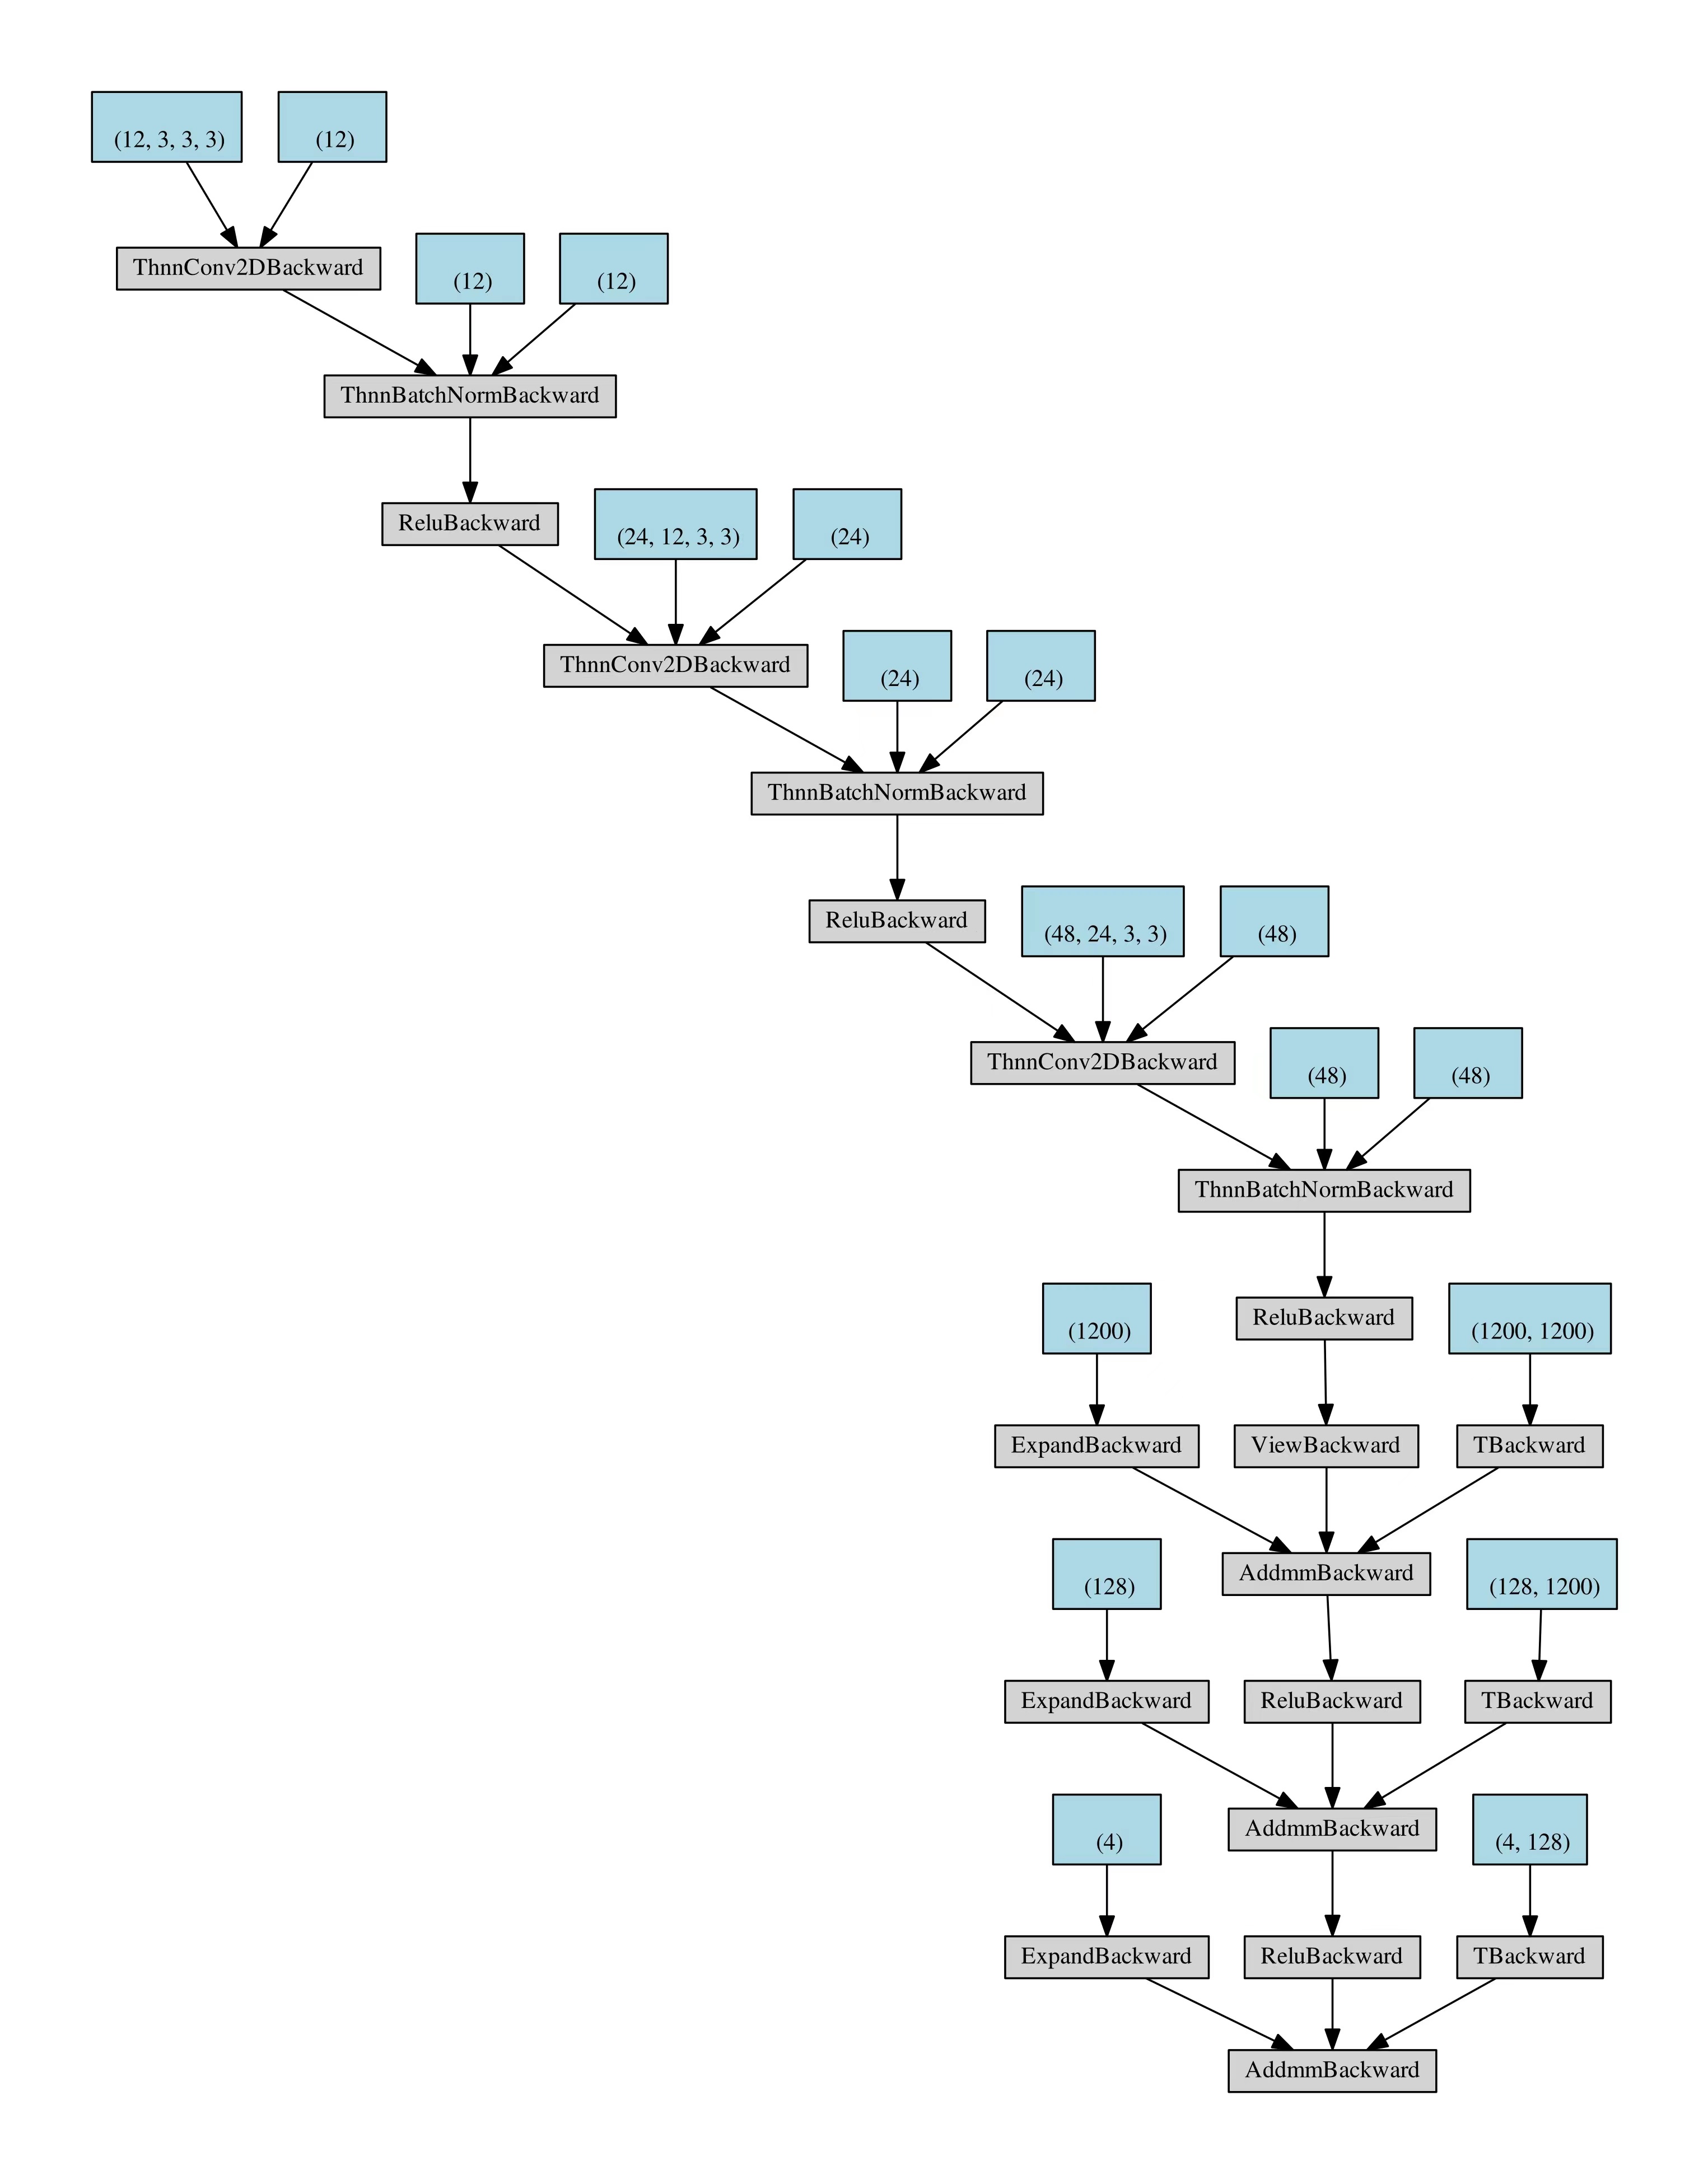 (12, 3, 3, 3)
(12)
ThnnConv2DBackward
(12)
(12)
ThnnBatchNormBackward
ReluBackward
(24, 12, 3, 3)
(24)
ThnnConv2DBackward
(24)
(24)
ThnnBatchNormBackward
ReluBackward
(48, 24, 3, 3)
(48)
ThnnConv2DBackward
(48)
(48)
ThnnBatchNormBackward
(1200)
ReluBackward
(1200, 1200)
ExpandBackward
ViewBackward
TBackward
(128)
AddmmBackward
(128, 1200)
ExpandBackward
ReluBackward
TBackward
(4)
AddmmBackward
(4, 128)
ExpandBackward
ReluBackward
TBackward
AddmmBackward